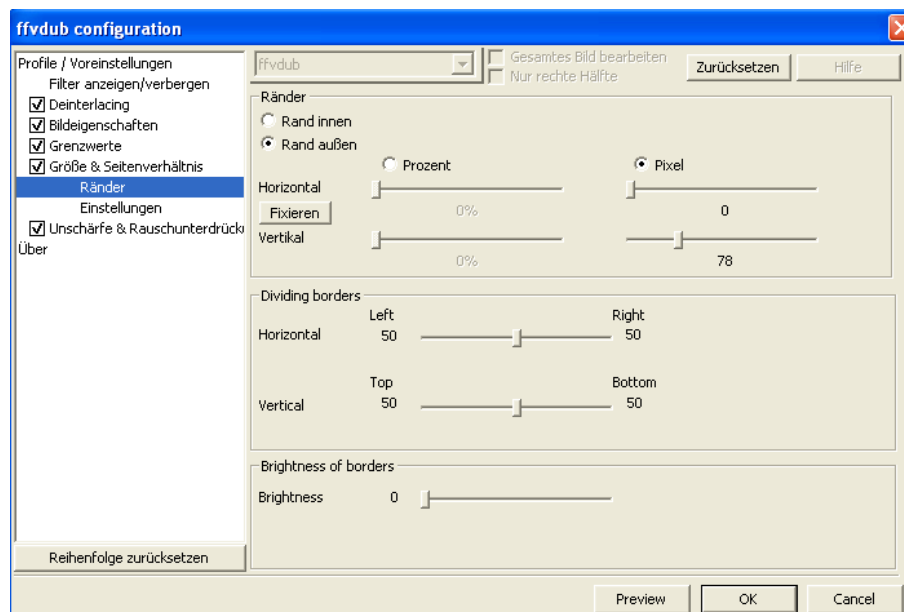 ffvdub configuration
Profile / Voreinstellungen
Filter anzeigen/verbergen
Deinterlacing
Bildeigenschaften
Grenzwerte
Größe & Seitenverhältnis
Ränder
Einstellungen
Unschärfe & Rauschunterdrück
Über
Reihenfolge zurücksetzen
ffvdub
Gesamtes Bild bearbeiten
Nur rechte Hälfte
Zurücksetzen
Hilfe
Ränder
Rand innen
Rand außen
Prozent Pixel
Horizontal
Fixieren 0% 0
Vertikal
0% 78
Dividing borders
Left Right
Horizontal 50 50
Top Bottom
Vertical 50 50
Brightness of borders
Brightness 0
Preview OK Cancel